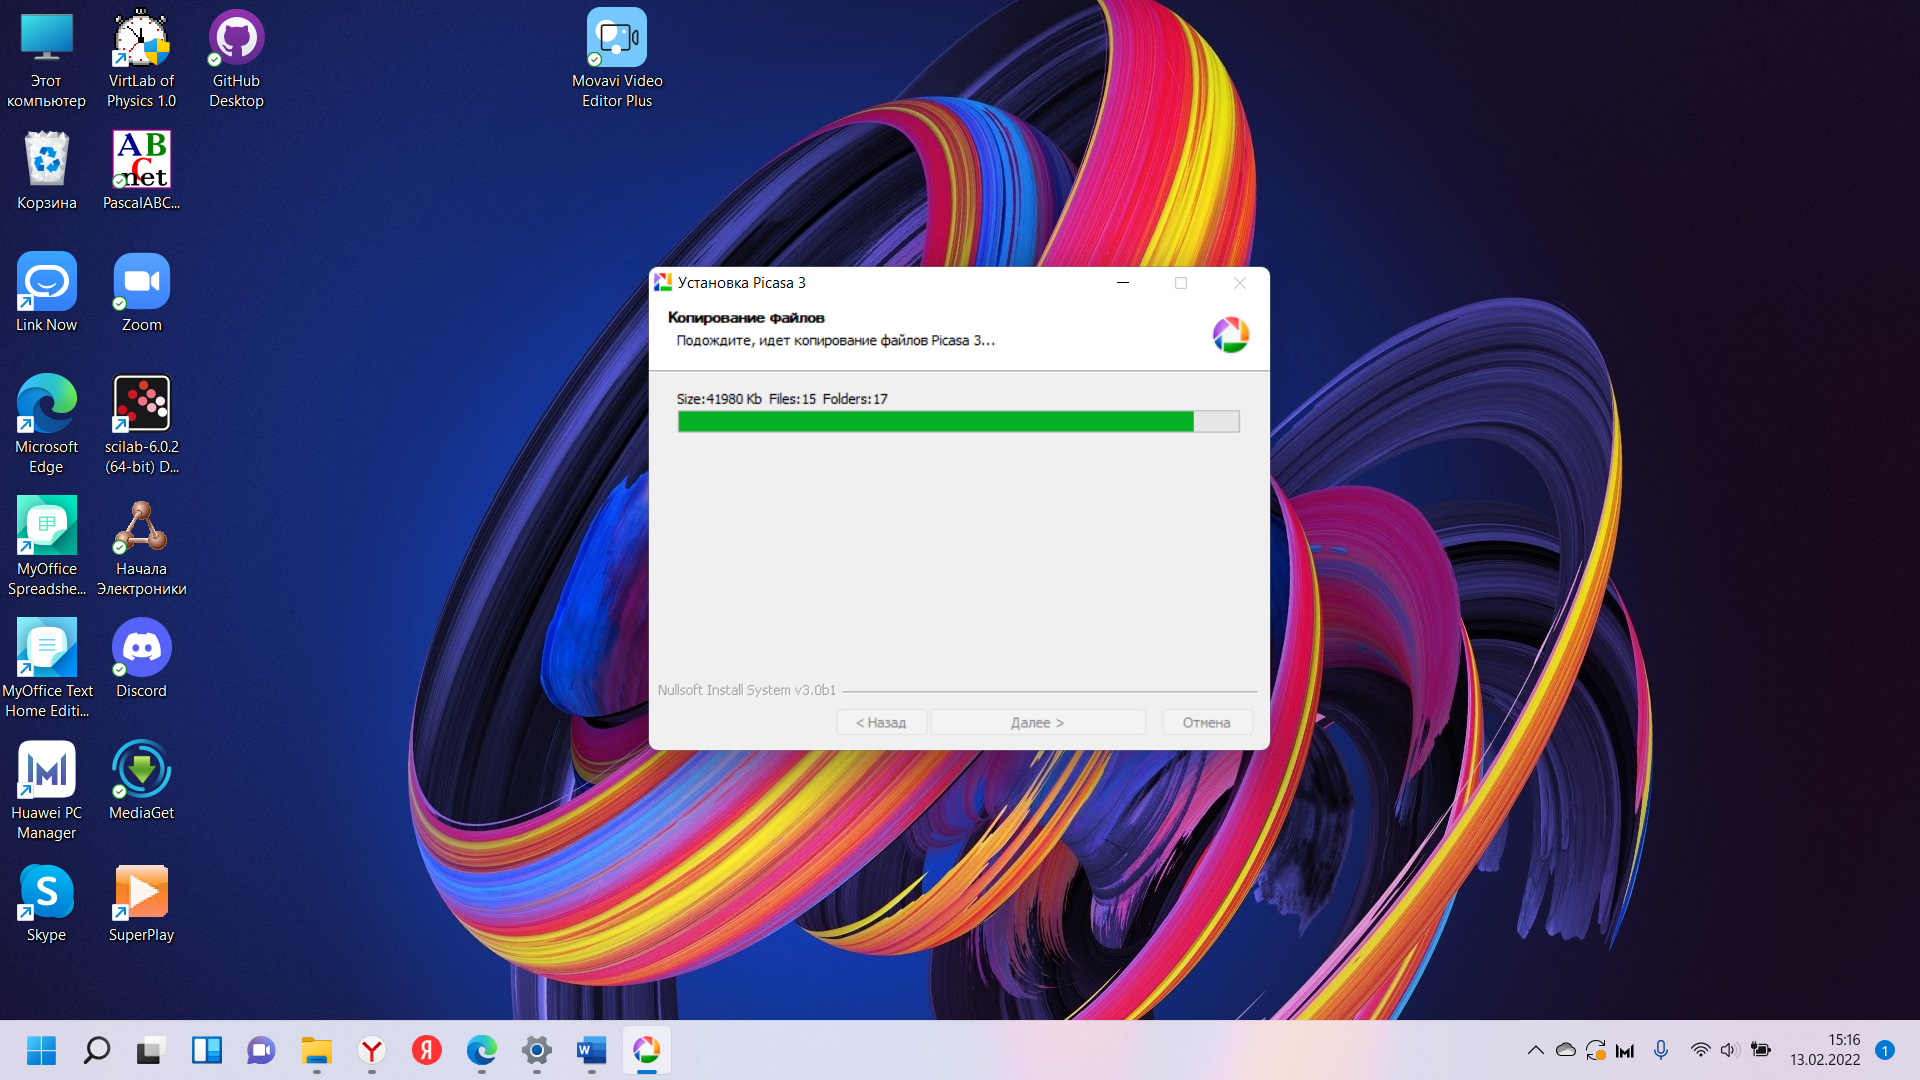 Этот
компьютер
VirtLab of
Physics 1.0
GitHub
Desktop
Movavi Video
Editor Plus
Корзина
A B
C
net
PascalABC...
Link Now
Zoom
Microsoft
Edge
scilab-6.0.2
(64-bit) D...
MyOffice
Spreadshe...
Начала
Электроники
MyOffice Text
Home Editi...
Discord
Huawei PC
Manager
MediaGet
Skype
SuperPlay
Установка Picasa 3
Копирование файлов
Подождите, идет копирование файлов Picasa 3...
Size:41980 Kb Files:15 Folders:17
Nullsoft Install System v3.0b1
< Назад
Далее >
Отмена
15:16
13.02.2022
1